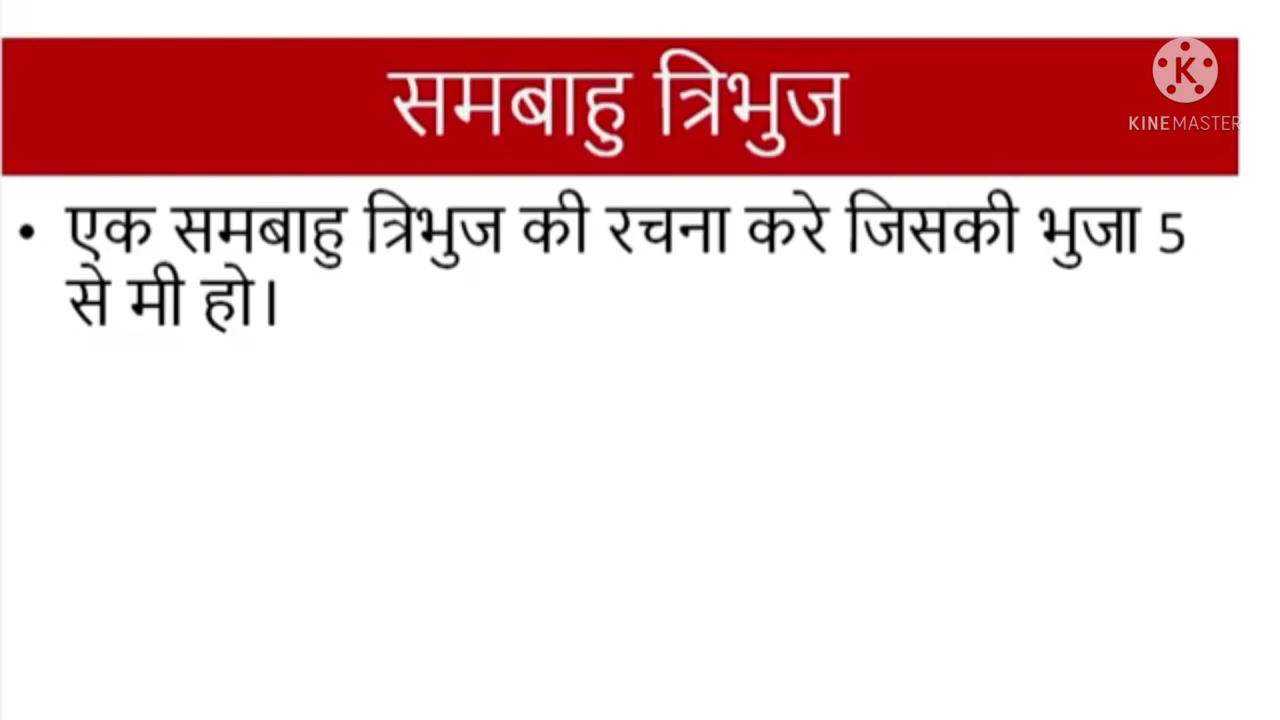 समबाहु त्रिभुज
K
KINEMASTER
• एक समबाहु त्रिभुज की रचना करे जिसकी भुजा 5
से मी हो।